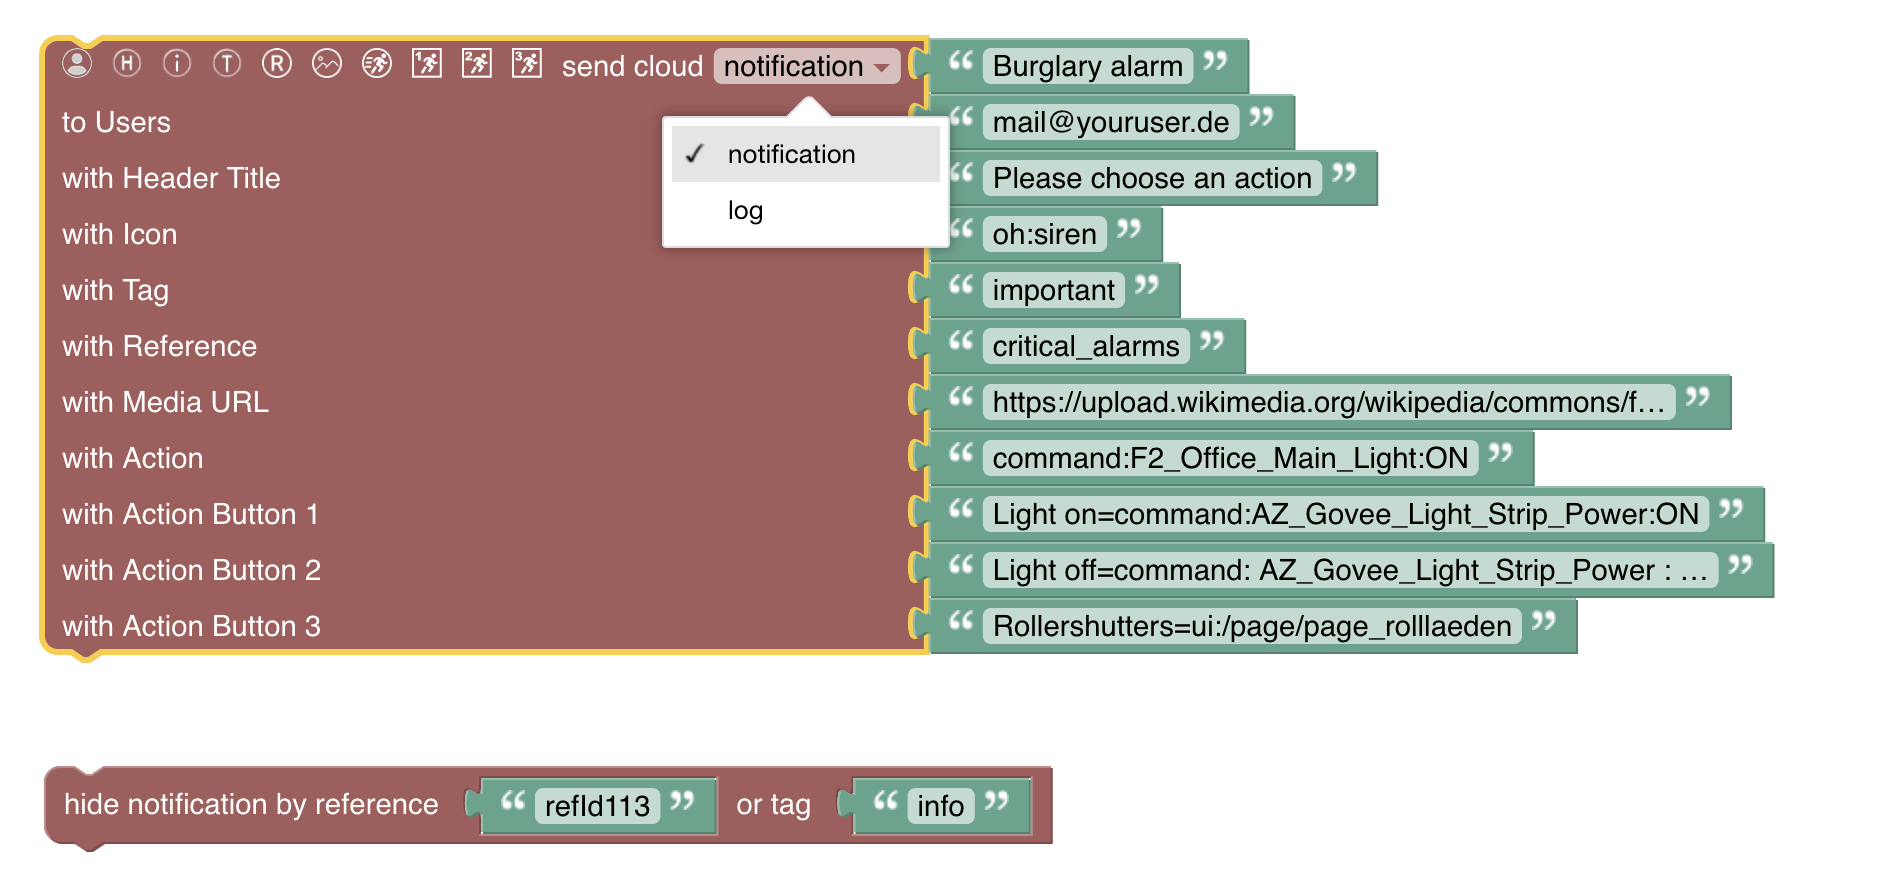 H i T R 1 2 3 send cloud notification “ Burglary alarm ”
to Users “ mail@youruser.de ”
notification
with Header Title “ Please choose an action ”
log
with Icon “ oh:siren ”
with Tag “ important ”
with Reference “ critical_alarms ”
with Media URL “ https://upload.wikimedia.org/wikipedia/commons/f… ”
with Action “ command:F2_Office_Main_Light:ON ”
with Action Button 1 “ Light on=command:AZ_Govee_Light_Strip_Power:ON ”
with Action Button 2 “ Light off=command: AZ_Govee_Light_Strip_Power : … ”
with Action Button 3 “ Rollershutters=ui:/page/page_rolllaeden ”
hide notification by reference “ refId113 ” or tag “ info ”